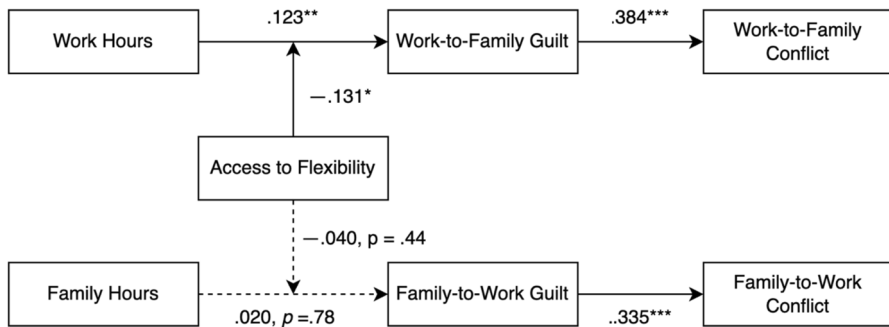 .123**
.384***
Work Hours
Work-to-Family Guilt
Work-to-Family
Conflict
—.131*
Access to Flexibility
—.040, p = .44
Family Hours
Family-to-Work Guilt
Family-to-Work
Conflict
.020, p =.78
..335***